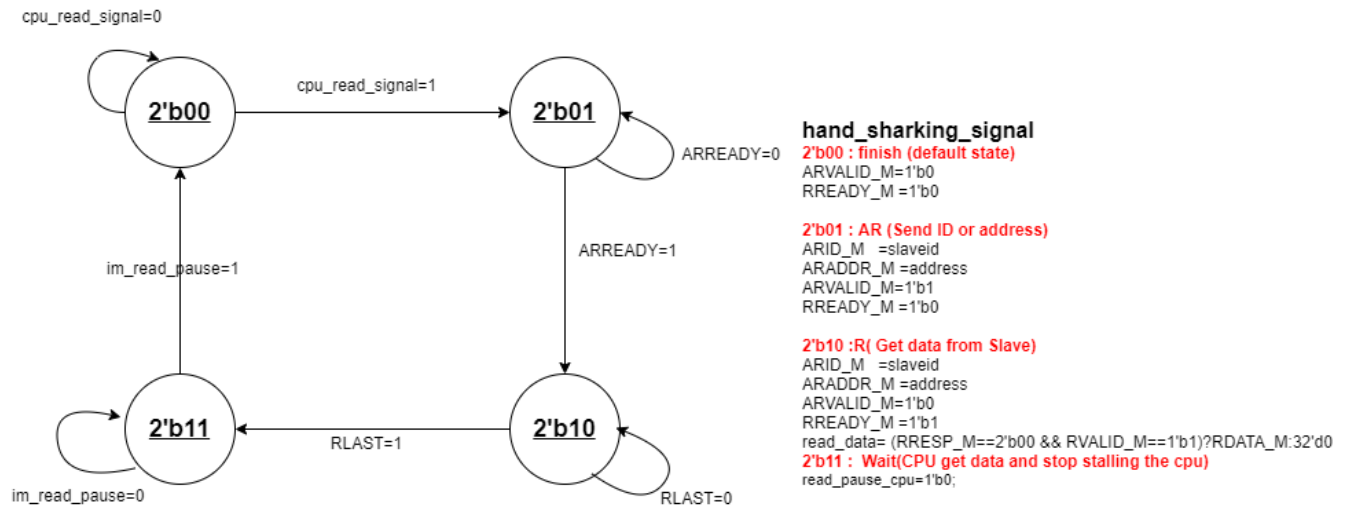 cpu_read_signal=0
2'b00
cpu_read_signal=1
2'b01
ARREADY=0
ARREADY=1
im_read_pause=1
2'b11
im_read_pause=0
RLAST=1
2'b10
RLAST=0
hand_sharking_signal
2'b00 : finish (default state)
ARVALID_M=1'b0
RREADY_M =1'b0
2'b01 : AR (Send ID or address)
ARID_M =slaveid
ARADDR_M =address
ARVALID_M=1'b1
RREADY_M =1'b0
2'b10 :R( Get data from Slave)
ARID_M =slaveid
ARADDR_M =address
ARVALID_M=1'b0
RREADY_M =1'b1
read_data= (RRESP_M==2'b00 && RVALID_M==1'b1)?RDATA_M:32'd0
2'b11 : Wait(CPU get data and stop stalling the cpu)
read_pause_cpu=1'b0;